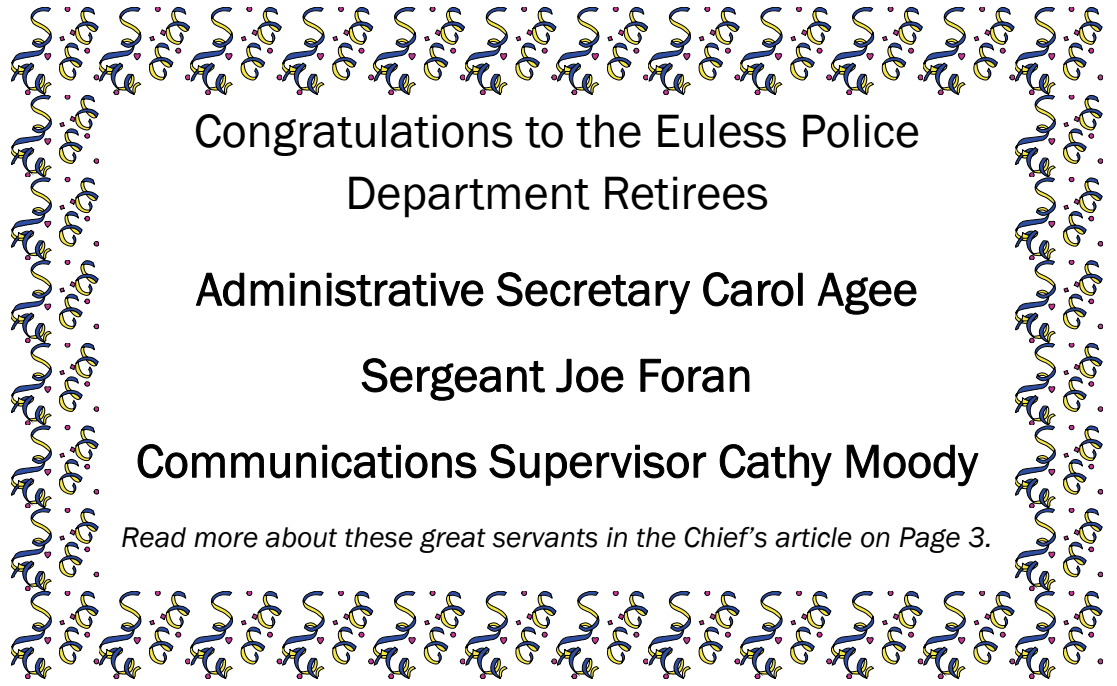 Congratulations to the Euless Police
Department Retirees
Administrative Secretary Carol Agee
Sergeant Joe Foran
Communications Supervisor Cathy Moody
Read more about these great servants in the Chief’s article on Page 3.